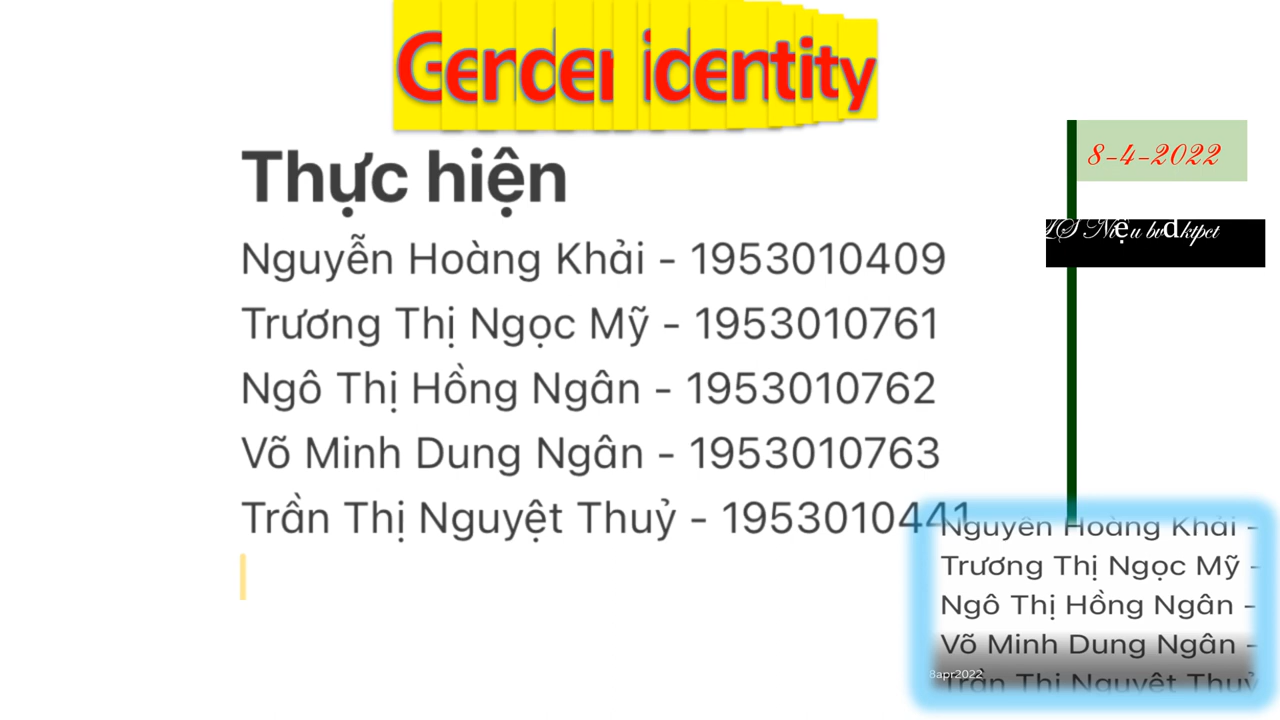 Gender identity
Thực hiện
8-4-2022
Nguyễn Hoàng Khải - 1953010409
Trương Thị Ngọc Mỹ - 1953010761
Ngô Thị Hồng Ngân - 1953010762
Võ Minh Dung Ngân - 1953010763
Trần Thị Nguyệt Thuỷ - 1953010441
Nguyễn Hoàng Khải -
Trương Thị Ngọc Mỹ -
Ngô Thị Hồng Ngân -
Võ Minh Dung Ngân -
8apr2022
Trần Thị Nguyệt Thuỷ